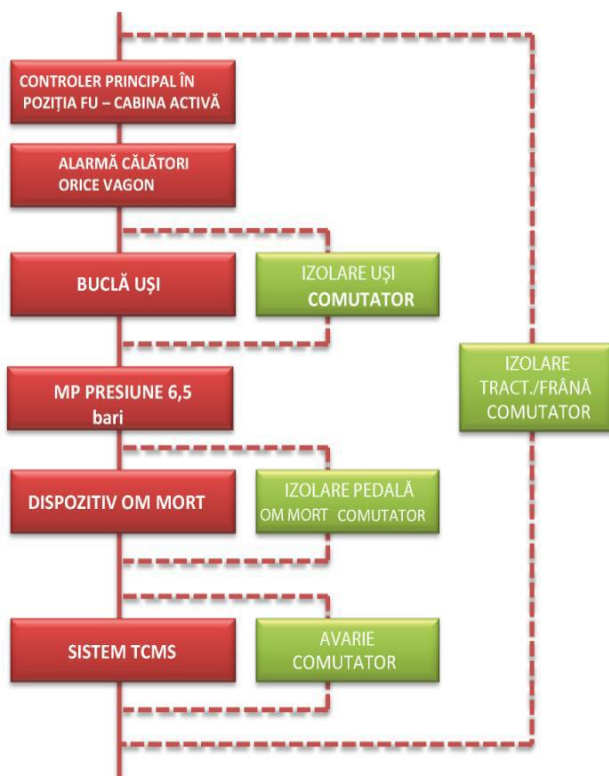 CONTROLER PRINCIPAL ÎN
POZIȚIA FU – CABINA ACTIVĂ
ALARMĂ CĂLĂTORI
ORICE VAGON
BUCLĂ UȘI
IZOLARE UȘI
COMUTATOR
MP PRESIUNE 6,5
bari
IZOLARE
TRACT./FRÂNĂ
COMUTATOR
DISPOZITIV OM MORT
IZOLARE PEDALĂ
OM MORT COMUTATOR
SISTEM TCMS
AVARIE
COMUTATOR